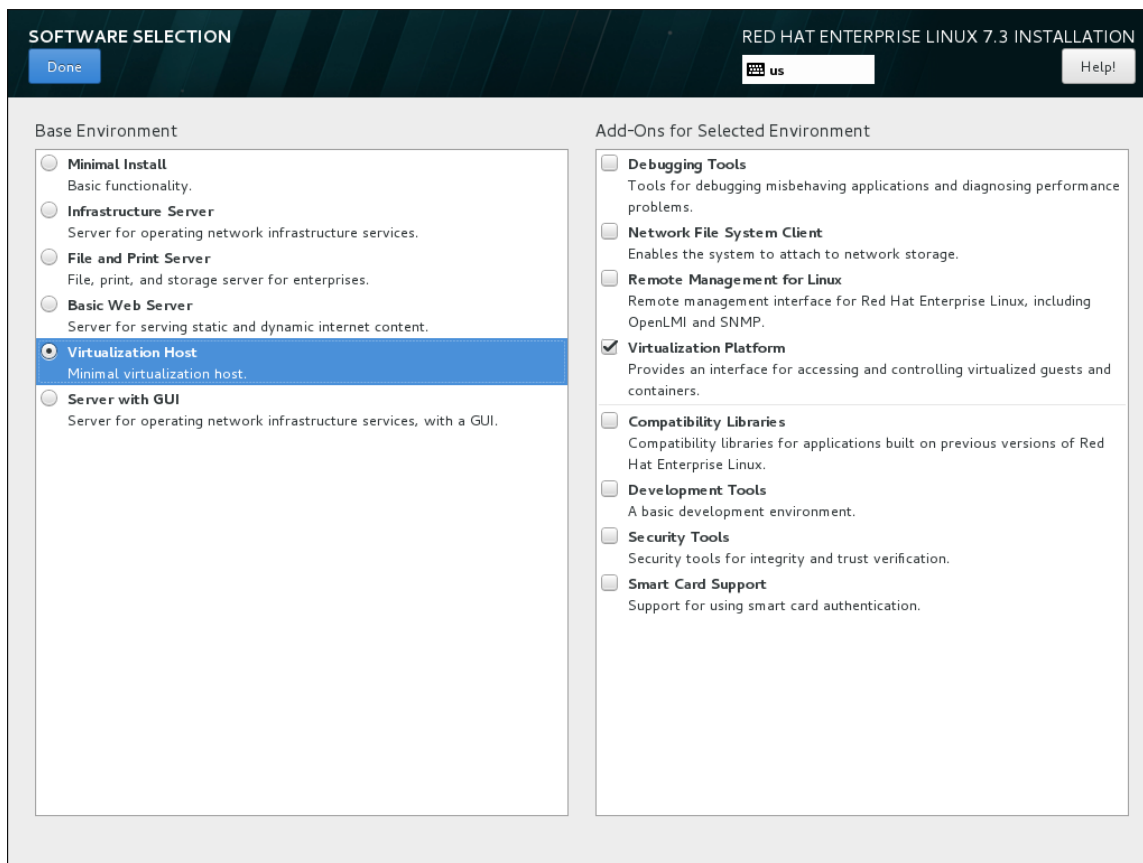 SOFTWARE SELECTION
Done
RED HAT ENTERPRISE LINUX 7.3 INSTALLATION
us
Help!
Base Environment
Minimal Install
Basic functionality.
Infrastructure Server
Server for operating network infrastructure services.
File and Print Server
File, print, and storage server for enterprises.
Basic Web Server
Server for serving static and dynamic internet content.
Virtualization Host
Minimal virtualization host.
Server with GUI
Server for operating network infrastructure services, with a GUI.
Add-Ons for Selected Environment
Debugging Tools
Tools for debugging misbehaving applications and diagnosing performance
problems.
Network File System Client
Enables the system to attach to network storage.
Remote Management for Linux
Remote management interface for Red Hat Enterprise Linux, including
OpenLMI and SNMP.
Virtualization Platform
Provides an interface for accessing and controlling virtualized guests and
containers.
Compatibility Libraries
Compatibility libraries for applications built on previous versions of Red
Hat Enterprise Linux.
Development Tools
A basic development environment.
Security Tools
Security tools for integrity and trust verification.
Smart Card Support
Support for using smart card authentication.